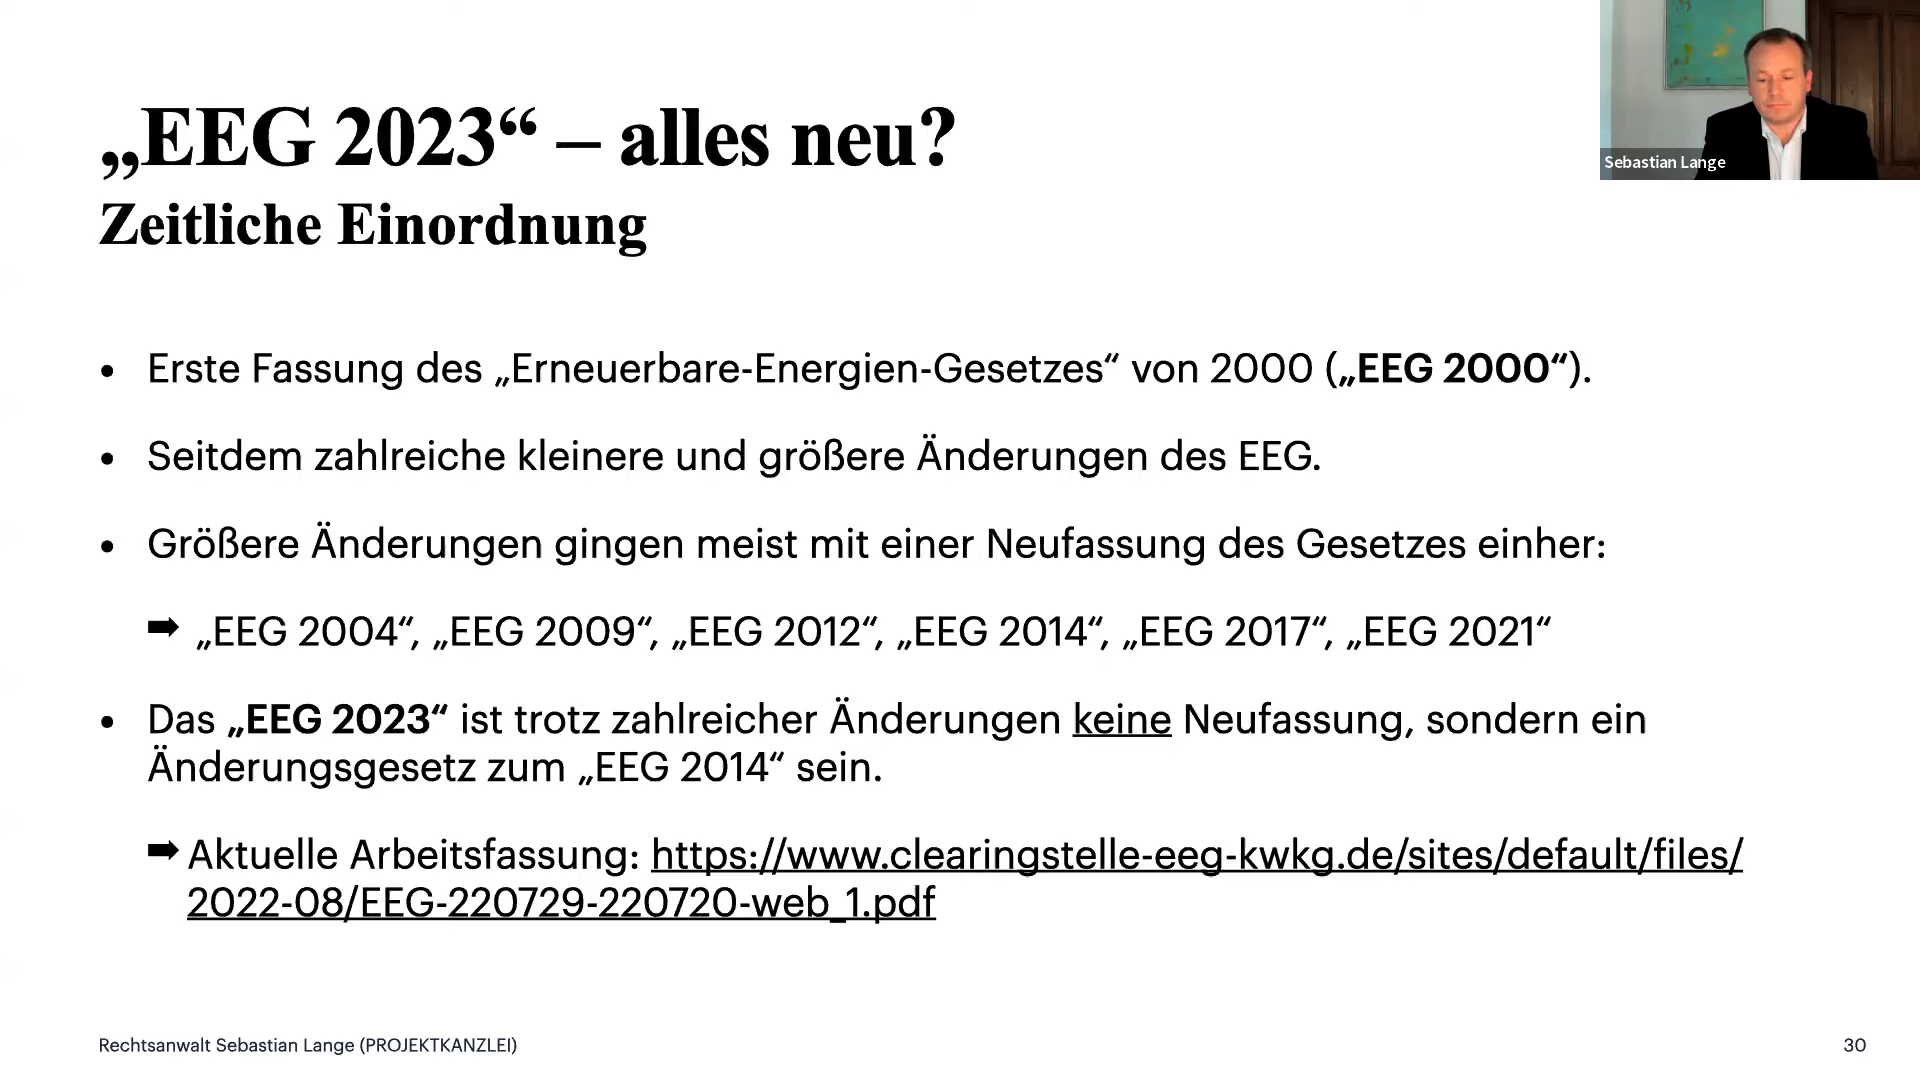 „EEG 2023“ – alles neu?
Zeitliche Einordnung
Sebastian Lange
• Erste Fassung des „Erneuerbare-Energien-Gesetzes“ von 2000 („EEG 2000“).
• Seitdem zahlreiche kleinere und größere Änderungen des EEG.
• Größere Änderungen gingen meist mit einer Neufassung des Gesetzes einher:
➡ „EEG 2004“, „EEG 2009“, „EEG 2012“, „EEG 2014“, „EEG 2017“, „EEG 2021“
• Das „EEG 2023“ ist trotz zahlreicher Änderungen keine Neufassung, sondern ein
Änderungsgesetz zum „EEG 2014“ sein.
➡ Aktuelle Arbeitsfassung: https://www.clearingstelle-eeg-kwkg.de/sites/default/files/
2022-08/EEG-220729-220720-web_1.pdf
Rechtsanwalt Sebastian Lange (PROJEKTKANZLEI)
30